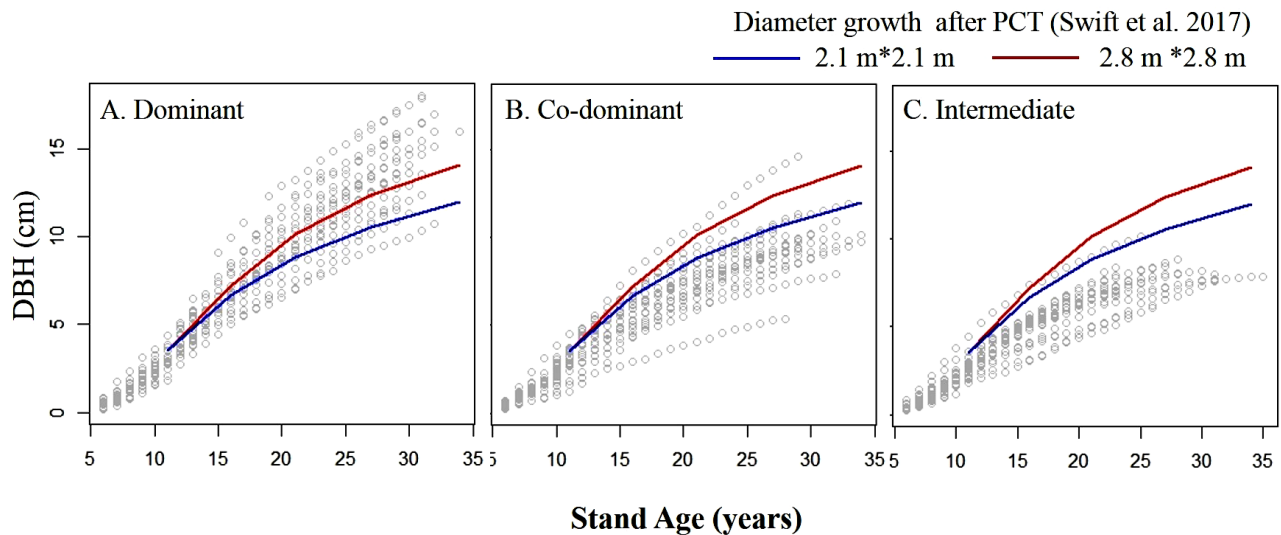 Diameter growth after PCT (Swift et al. 2017)
2.1 m*2.1 m 2.8 m *2.8 m
A. Dominant B. Co-dominant C. Intermediate
15
10
5
0
DBH (cm)
5 10 15 20 25 30 35 5 10 15 20 25 30 35 5 10 15 20 25 30 35
Stand Age (years)